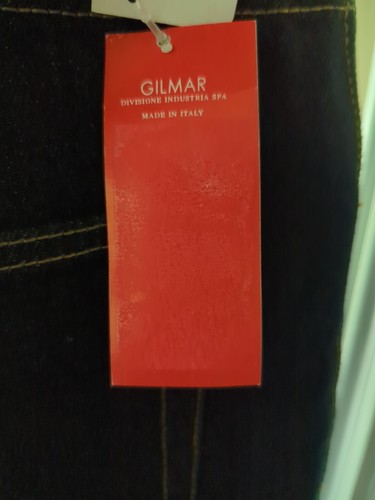 GILMAR
DIVISIONE INDUSTRIA SPA
MADE IN ITALY